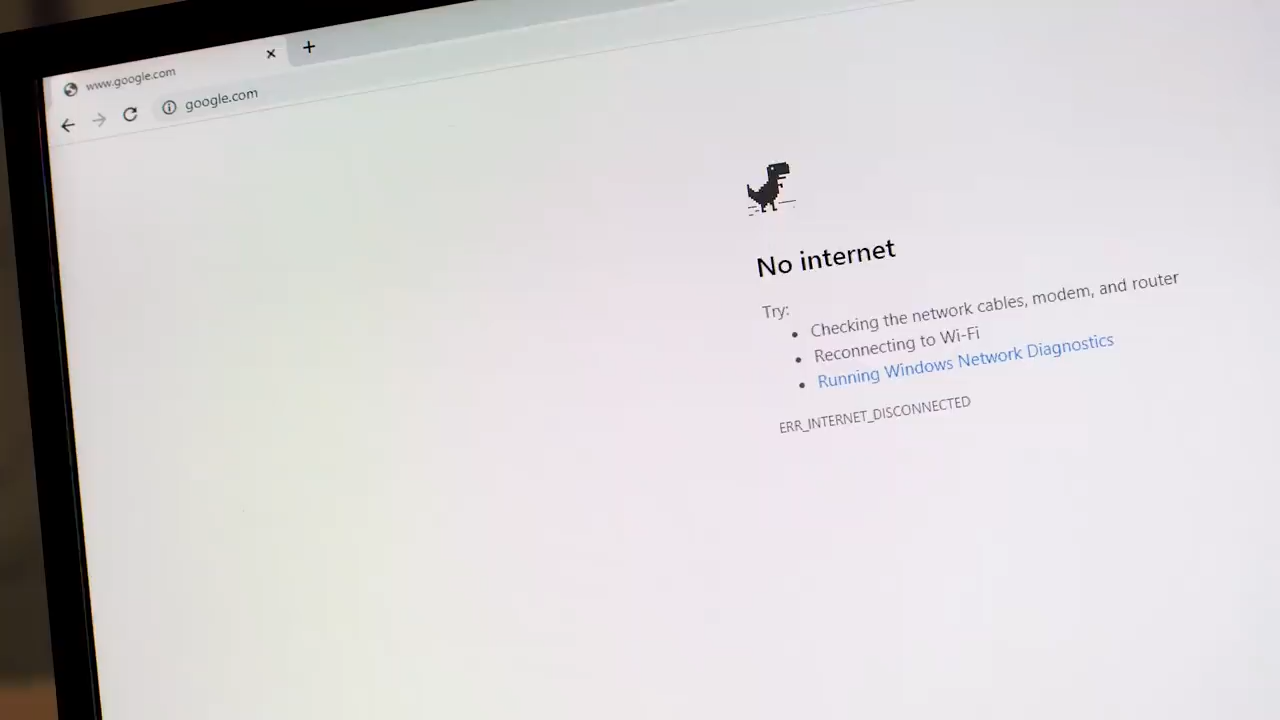 www.google.com
google.com
No internet
Try:
Checking the network cables, modem, and router
Reconnecting to Wi-Fi
Running Windows Network Diagnostics
ERR_INTERNET_DISCONNECTED